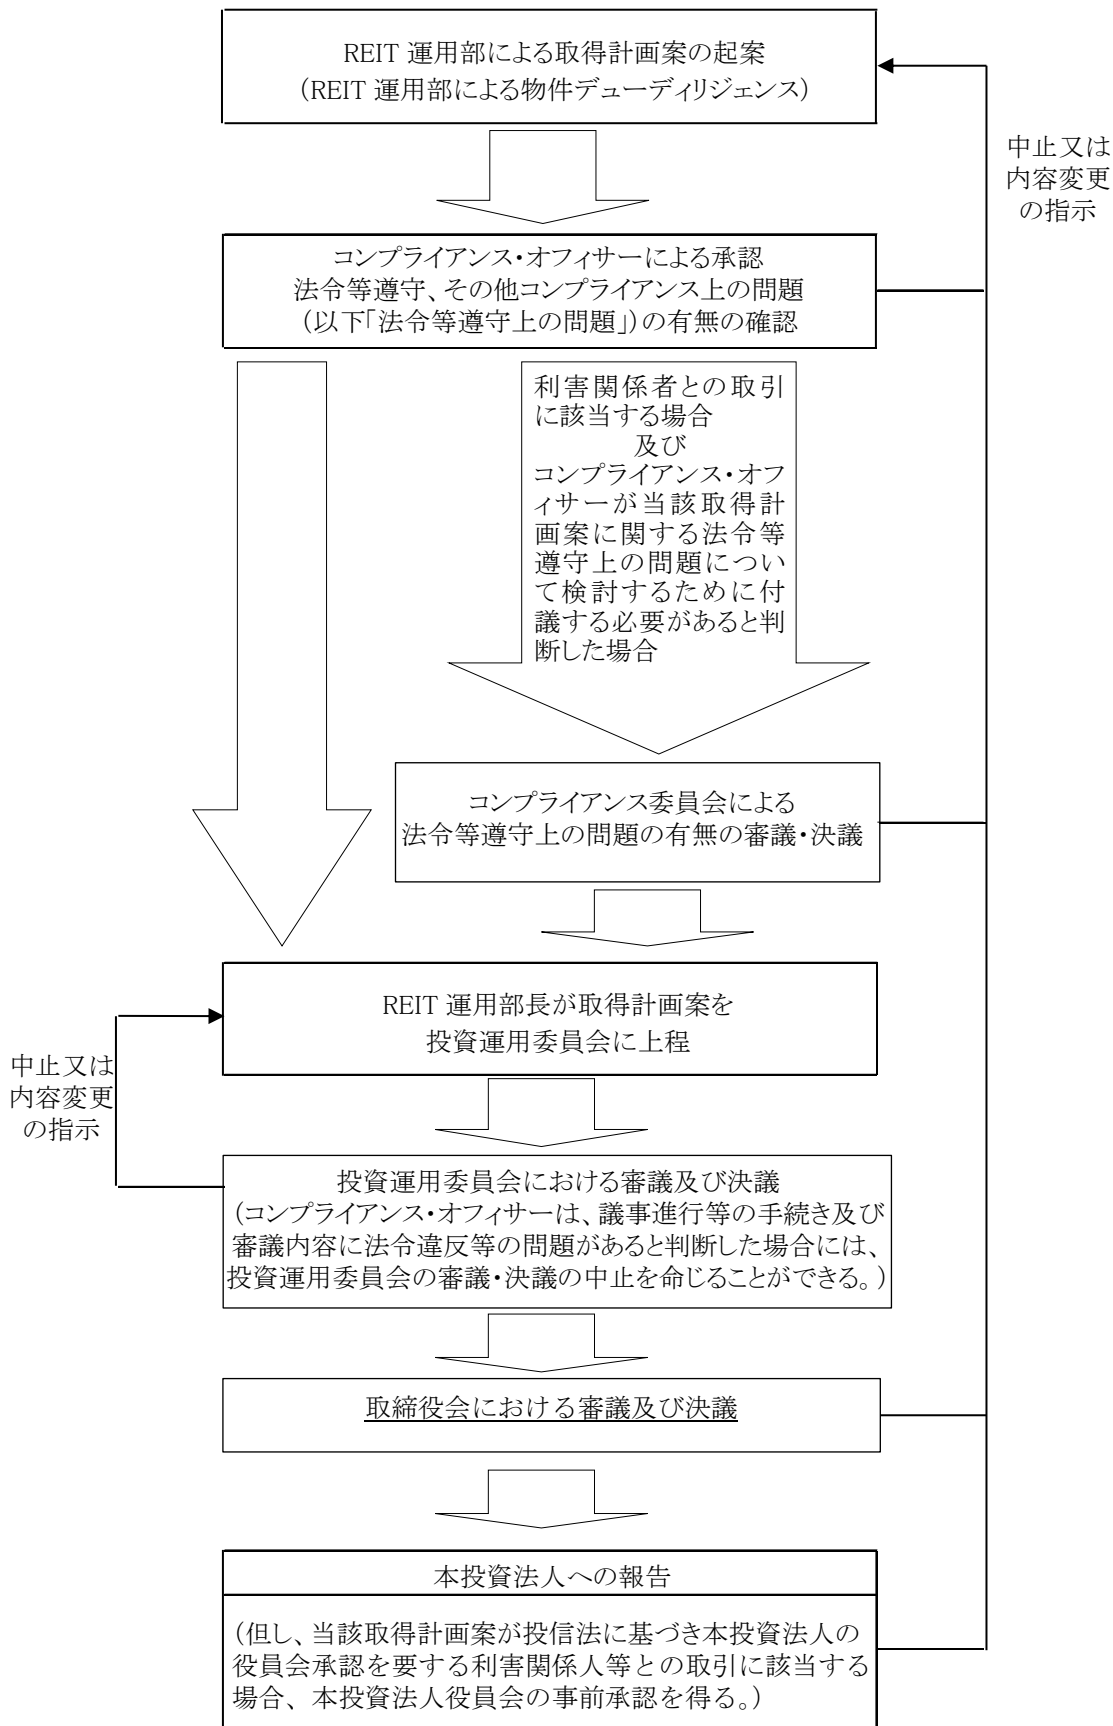 REIT 運用部による取得計画案の起案
(REIT 運用部による物件デューディリジェンス)
中止又は
内容変更
の指示
コンプライアンス・オフィサーによる承認
法令等遵守、その他コンプライアンス上の問題
(以下「法令等遵守上の問題」)の有無の確認
利害関係者との取引
に該当する場合
及び
コンプライアンス・オフ
ィサーが当該取得計
画案に関する法令等
遵守上の問題につい
て検討するために付
議する必要があると判
断した場合
コンプライアンス委員会による
法令等遵守上の問題の有無の審議・決議
REIT 運用部長が取得計画案を
投資運用委員会に上程
中止又は
内容変更
の指示
投資運用委員会における審議及び決議
(コンプライアンス・オフィサーは、議事進行等の手続き及び
審議内容に法令違反等の問題があると判断した場合には、
投資運用委員会の審議・決議の中止を命じることができる。)
取締役会における審議及び決議
本投資法人への報告
(但し、当該取得計画案が投信法に基づき本投資法人の
役員会承認を要する利害関係人等との取引に該当する
場合、本投資法人役員会の事前承認を得る。)